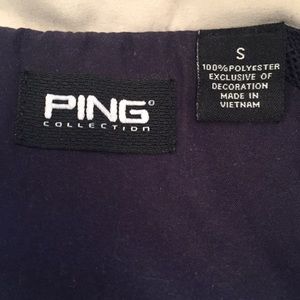 PING
COLLECTION
S
100% POLYESTER
EXCLUSIVE OF
DECORATION
MADE IN
VIETNAM